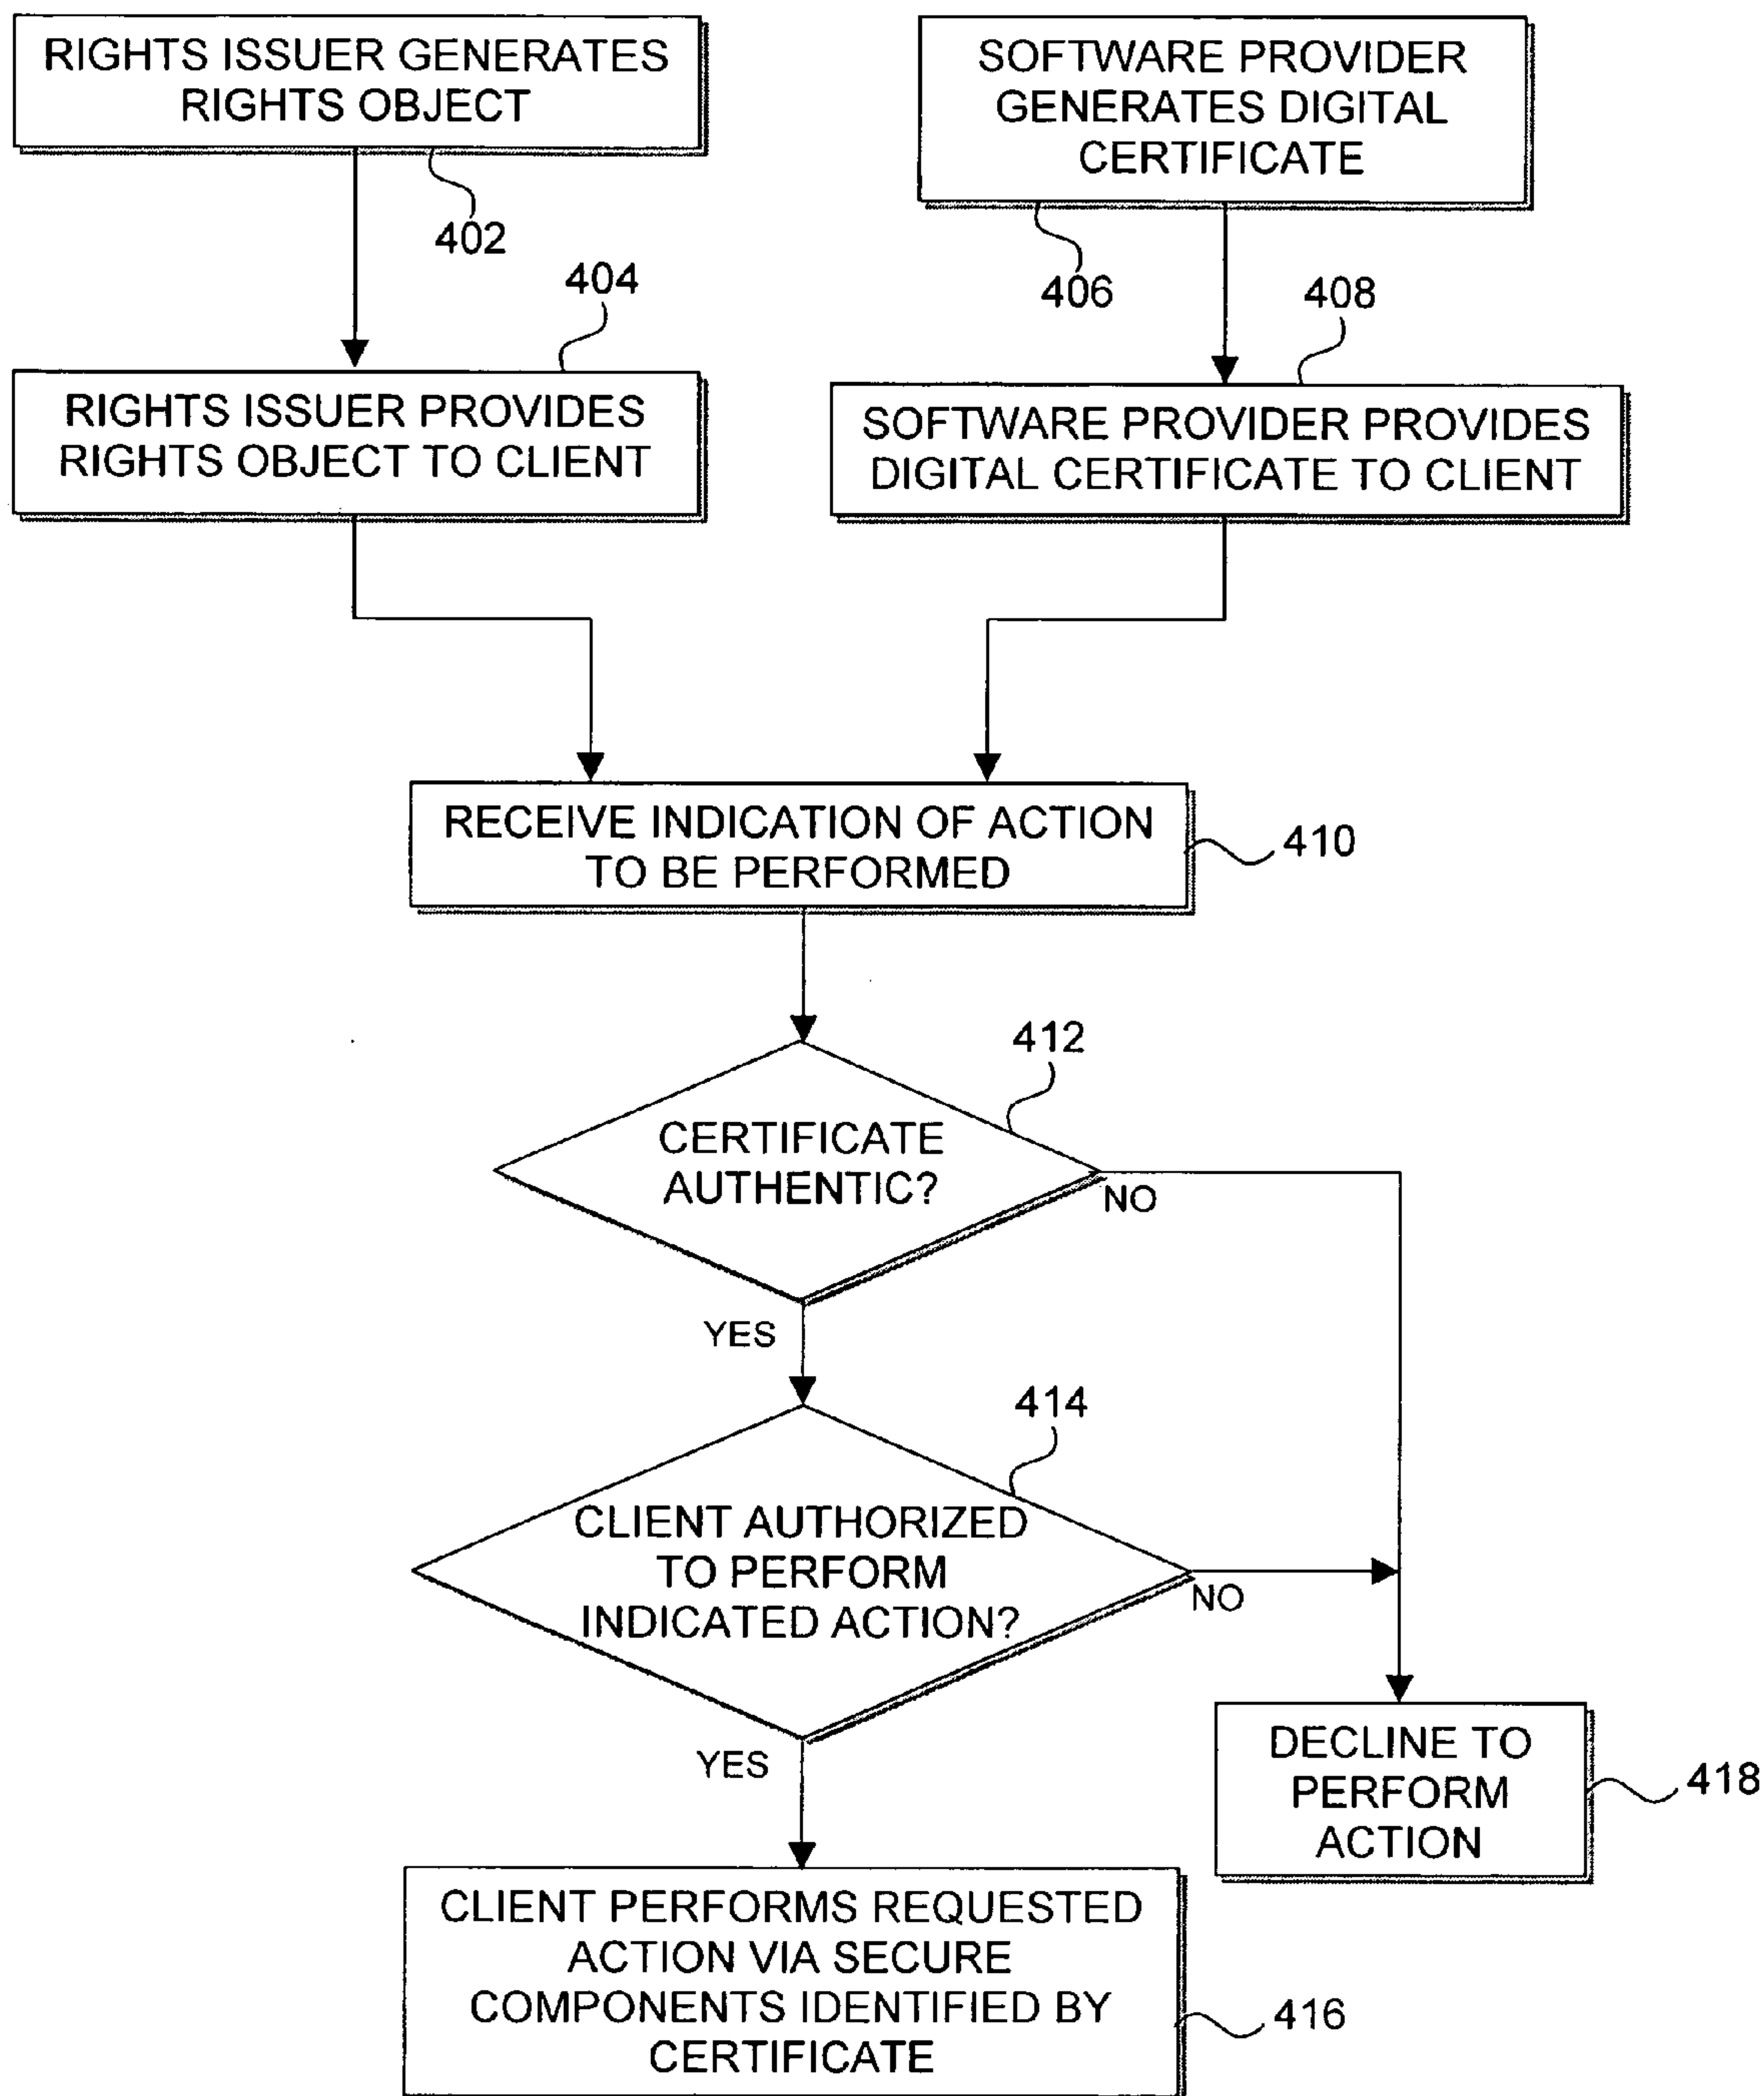 RIGHTS ISSUER GENERATES
RIGHTS OBJECT
402
SOFTWARE PROVIDER
GENERATES DIGITAL
CERTIFICATE
406
404
RIGHTS ISSUER PROVIDES
RIGHTS OBJECT TO CLIENT
408
SOFTWARE PROVIDER PROVIDES
DIGITAL CERTIFICATE TO CLIENT
RECEIVE INDICATION OF ACTION
TO BE PERFORMED
410
412
CERTIFICATE
AUTHENTIC?
NO
YES
414
CLIENT AUTHORIZED
TO PERFORM
INDICATED ACTION?
NO
YES
DECLINE TO
PERFORM
ACTION
418
CLIENT PERFORMS REQUESTED
ACTION VIA SECURE
COMPONENTS IDENTIFIED BY
CERTIFICATE
416